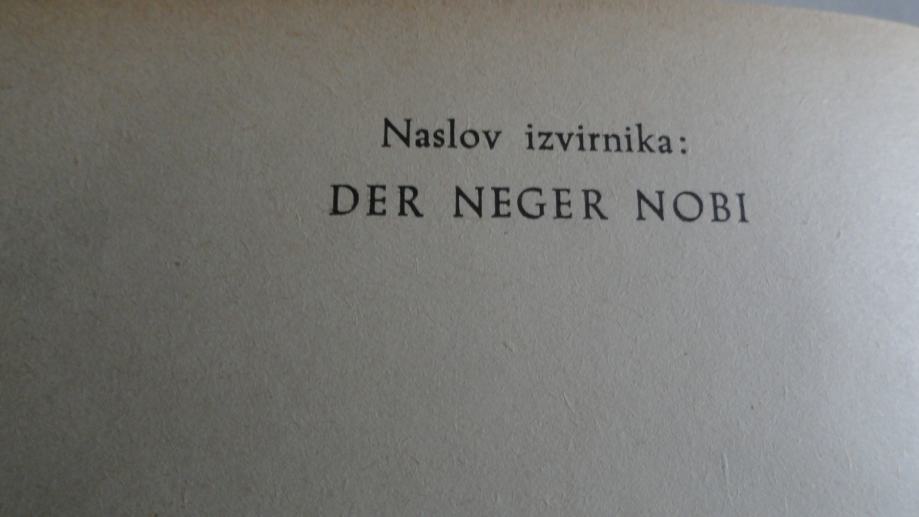 Naslov izvirnika:
DER NEGER NOBI